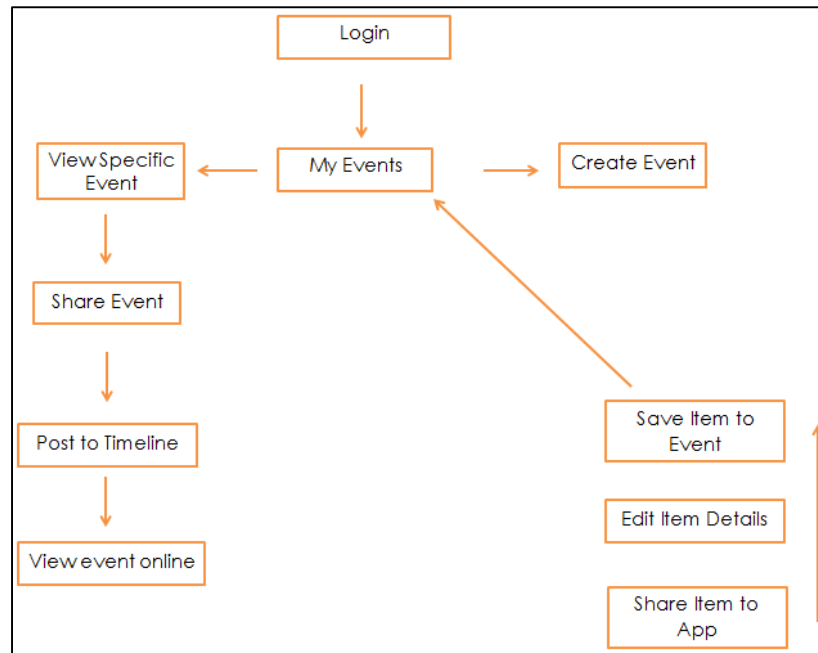 Login
View Specific
Event
My Events
Create Event
Share Event
Save Item to
Event
Post to Timeline
Edit Item Details
View event online
Share Item to
App